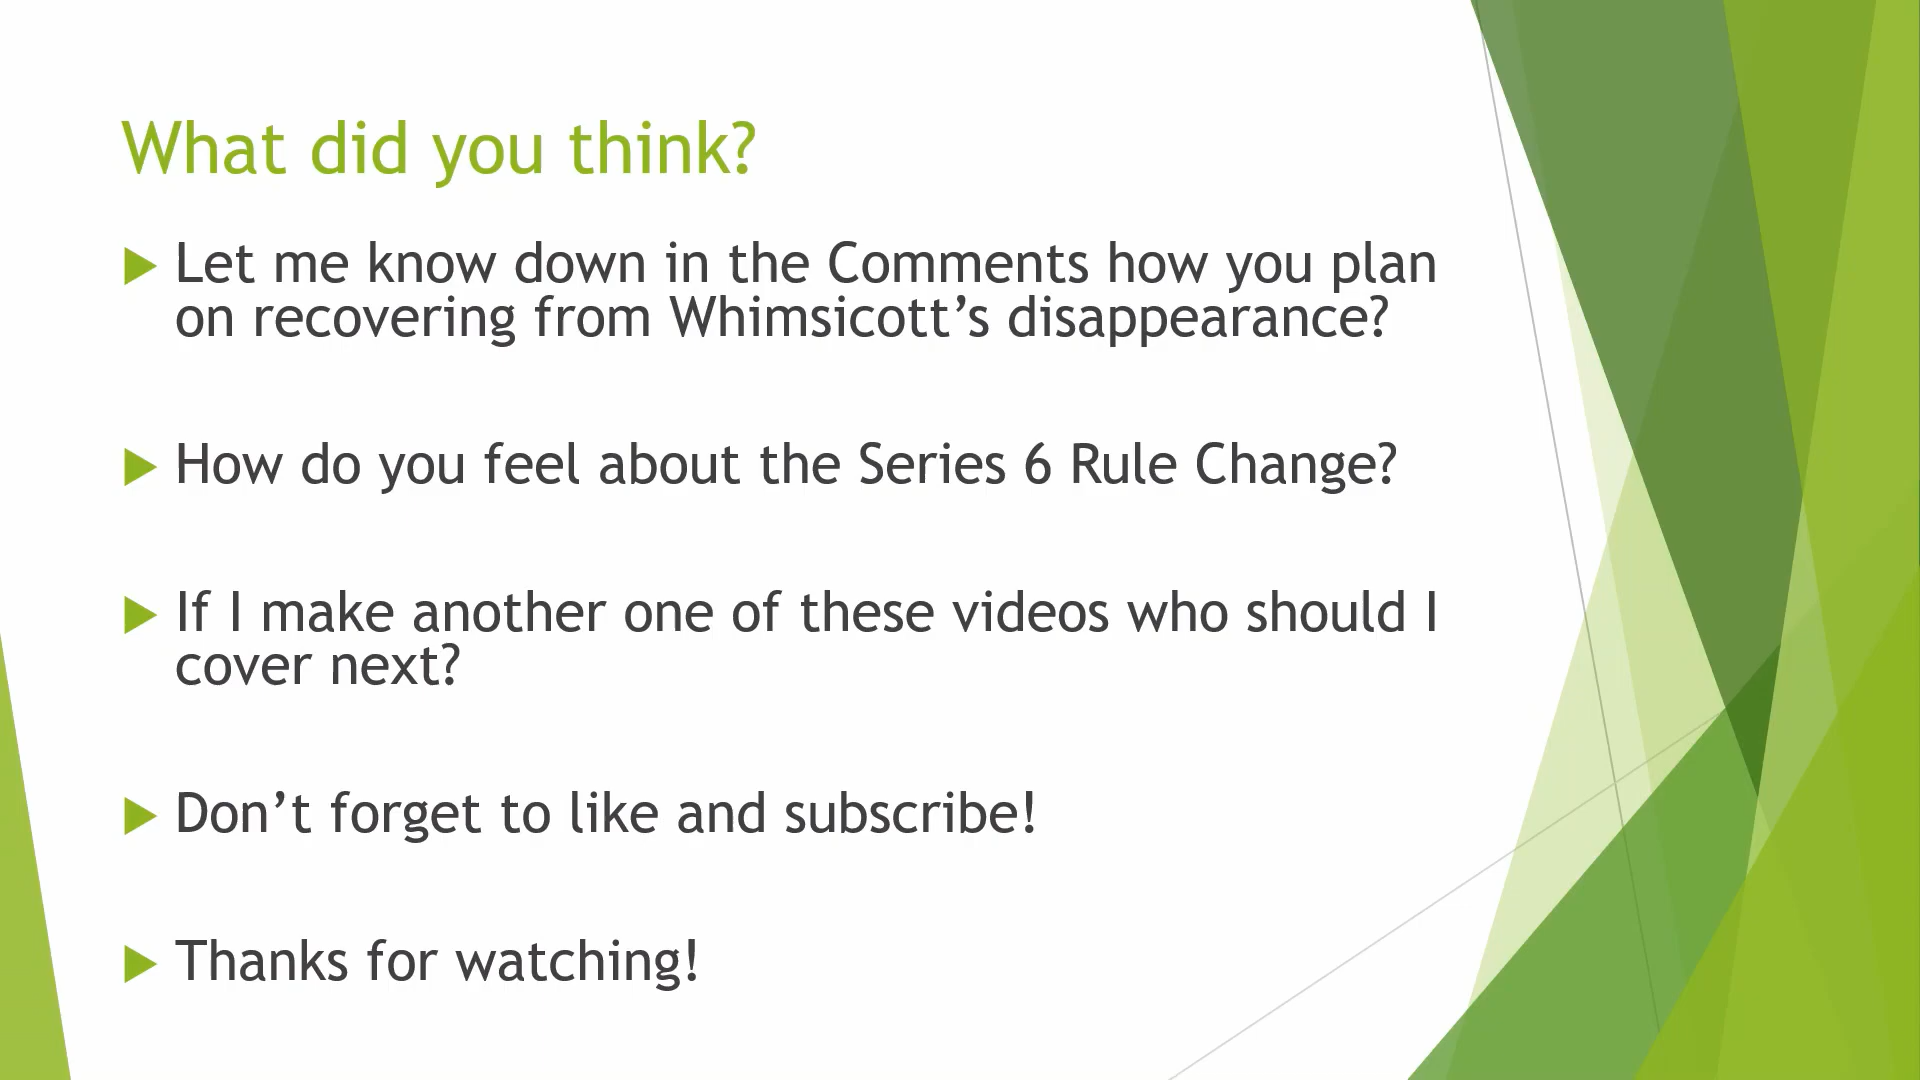 What did you think?
Let me know down in the Comments how you plan
on recovering from Whimsicott’s disappearance?
How do you feel about the Series 6 Rule Change?
If I make another one of these videos who should I
cover next?
Don’t forget to like and subscribe!
Thanks for watching!